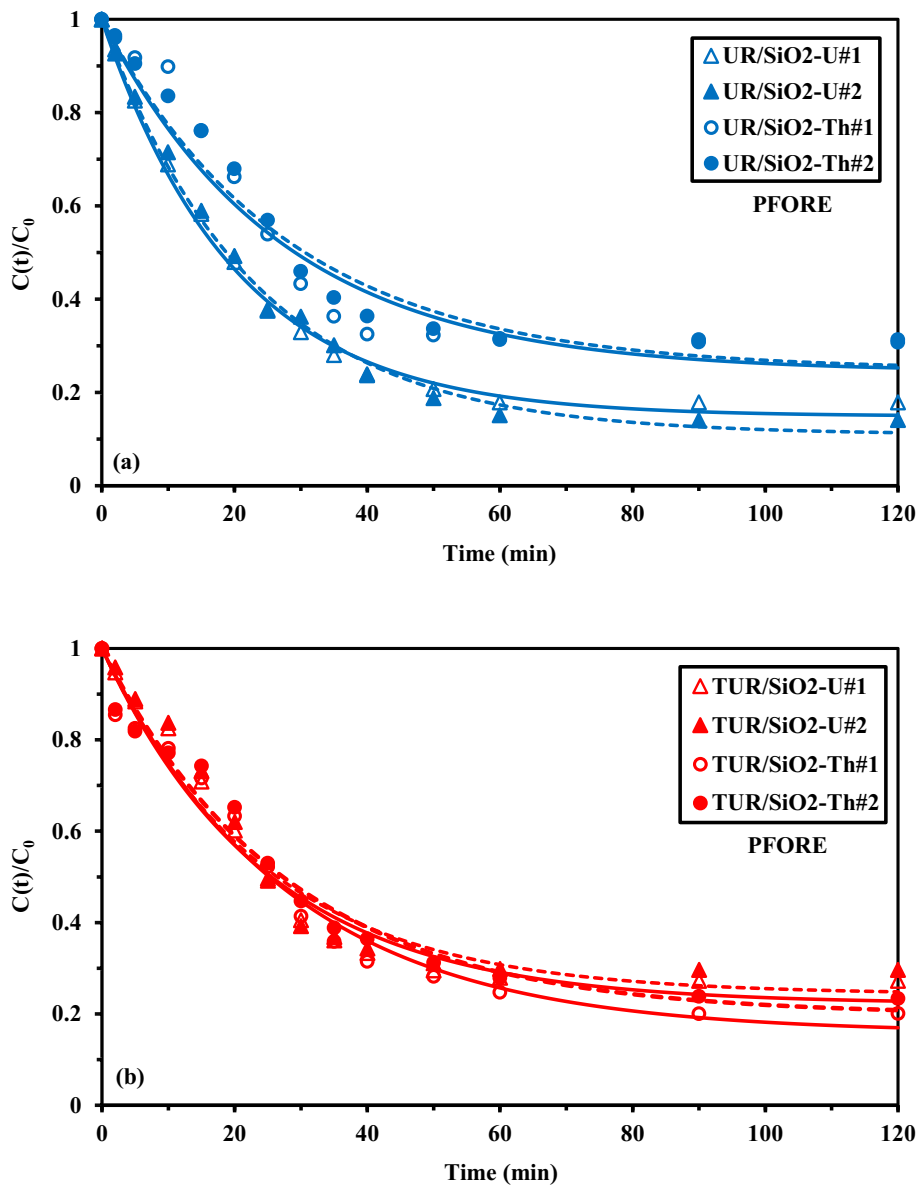 1
UR/SiO2-U#1
UR/SiO2-U#2
0.8
UR/SiO2-Th#1
UR/SiO2-Th#2
PFORE
0.6
C(t)/C0
0.4
0.2
(a)
0
0 20 40 60 80 100 120
Time (min)
1
TUR/SiO2-U#1
TUR/SiO2-U#2
0.8
TUR/SiO2-Th#1
TUR/SiO2-Th#2
PFORE
0.6
C(t)/C0
0.4
0.2
(b)
0
0 20 40 60 80 100 120
Time (min)